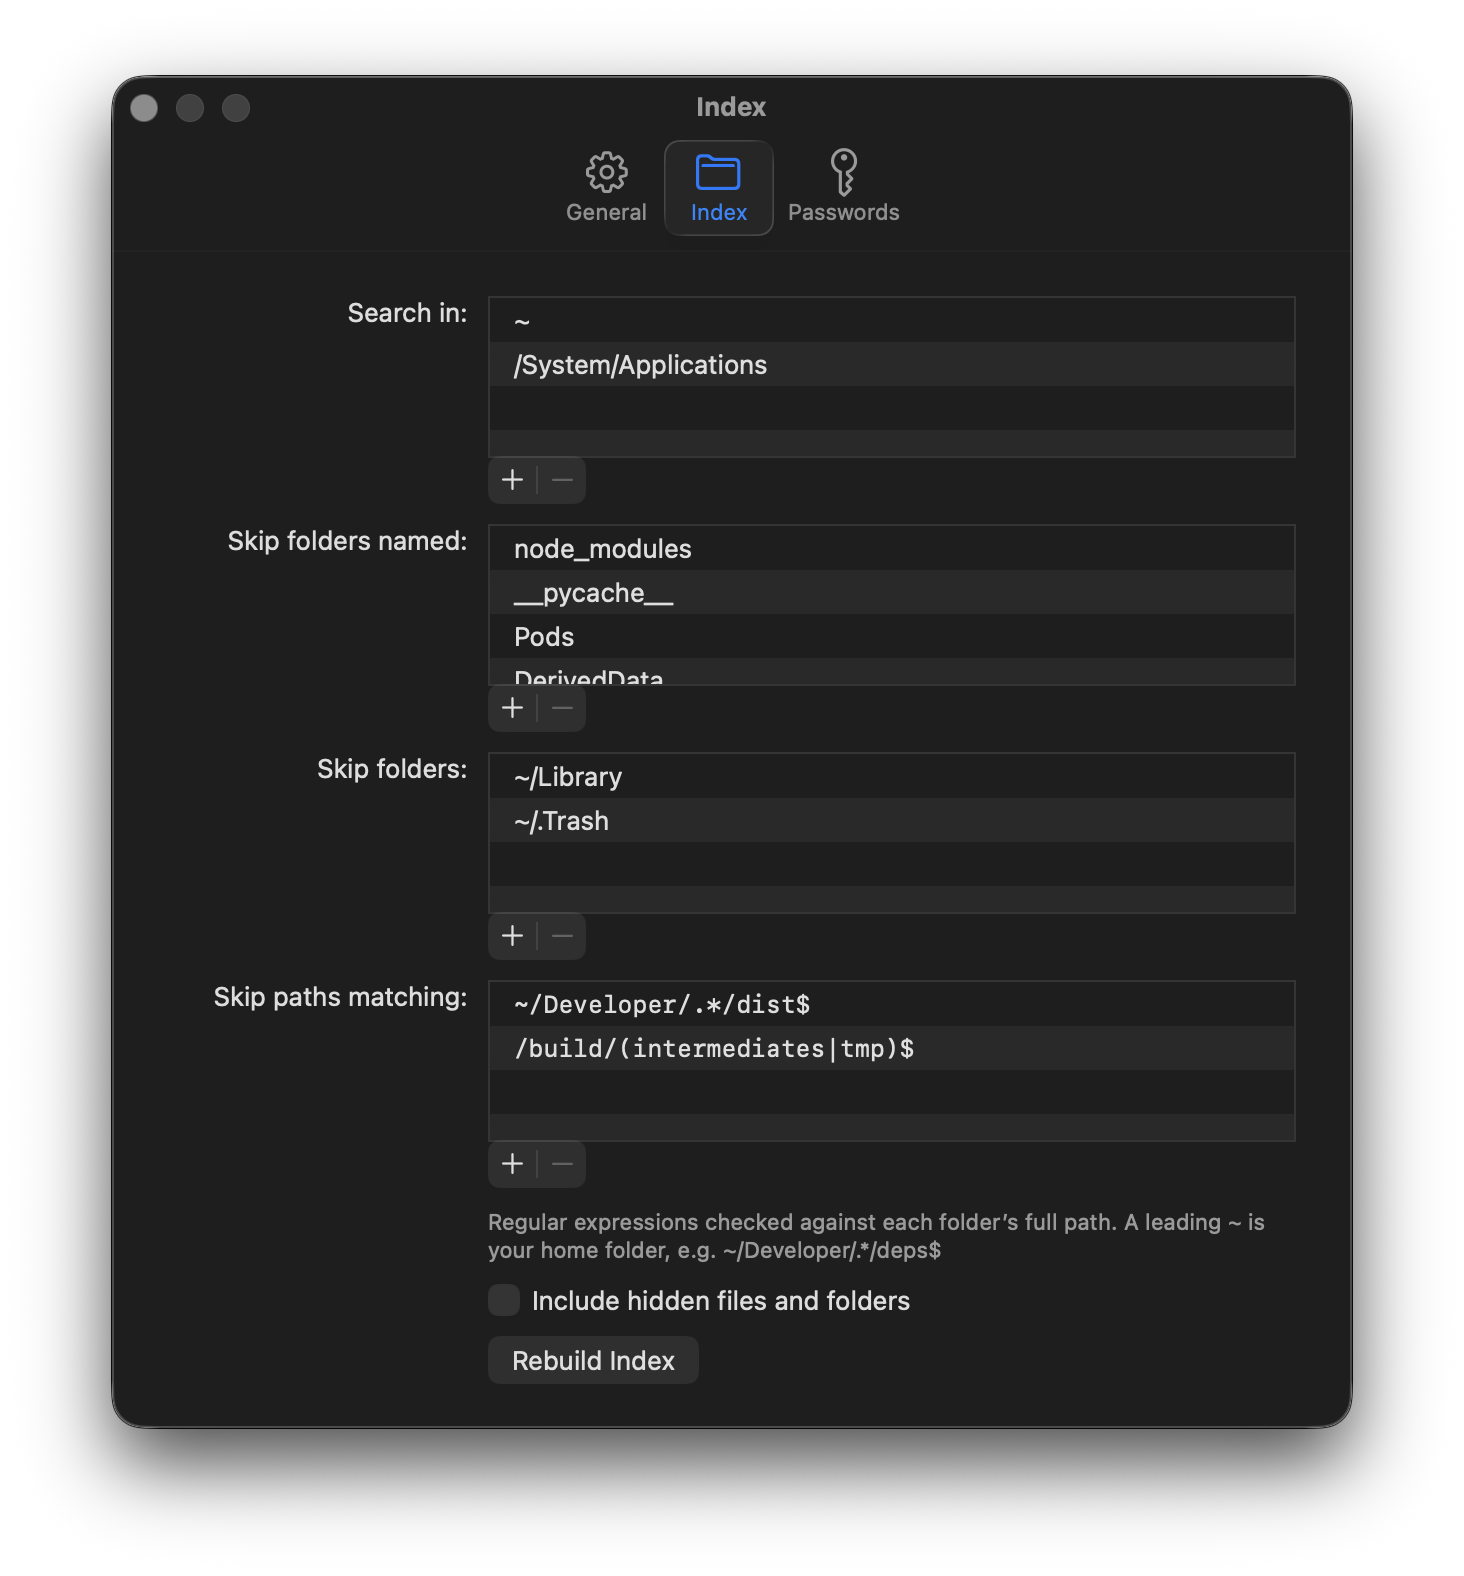 Index
General
Index
Passwords
Search in:
~
/System/Applications
Skip folders named:
node_modules
__pycache__
Pods
DerivedData
Skip folders:
~/Library
~/.Trash
Skip paths matching:
~/Developer/.*/dist$
/build/(intermediates|tmp)$
Regular expressions checked against each folder’s full path. A leading ~ is
your home folder, e.g. ~/Developer/.*/deps$
Include hidden files and folders
Rebuild Index